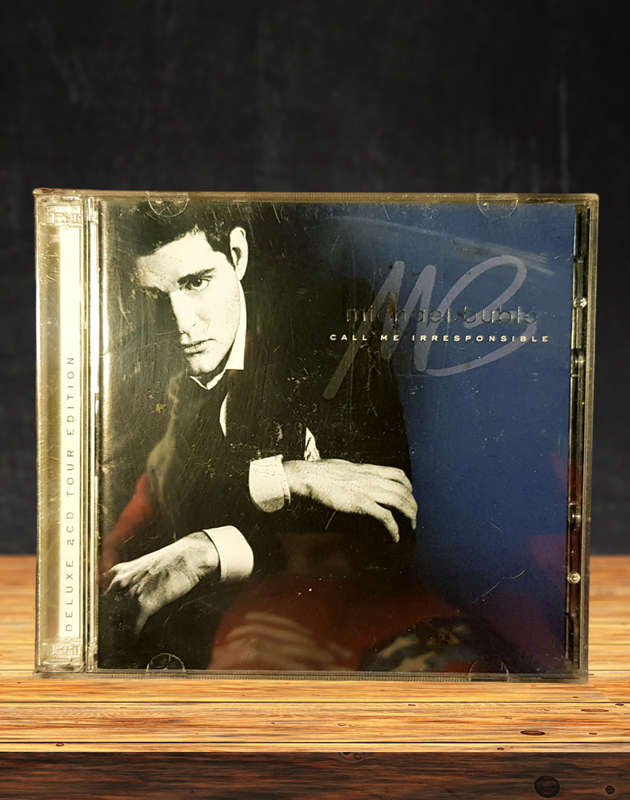 DELUXE 2CD TOUR EDITION
MB
michael bublé
CALL ME IRRESPONSIBLE